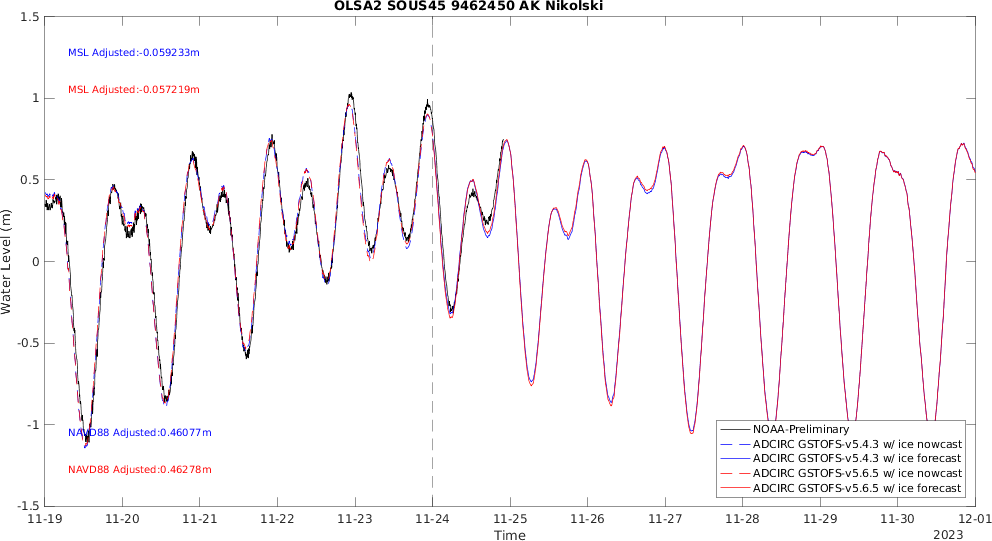 OLSA2 SOUS45 9462450 AK Nikolski
1.5
1
0.5
0
-0.5
-1
-1.5
Water Level (m)
MSL Adjusted:-0.059233m
MSL Adjusted:-0.057219m
NAVD88 Adjusted:0.46077m
NAVD88 Adjusted:0.46278m
NOAA-Preliminary
ADCIRC GSTOFS-v5.4.3 w/ ice nowcast
ADCIRC GSTOFS-v5.4.3 w/ ice forecast
ADCIRC GSTOFS-v5.6.5 w/ ice nowcast
ADCIRC GSTOFS-v5.6.5 w/ ice forecast
11-19 11-20 11-21 11-22 11-23 11-24 11-25 11-26 11-27 11-28 11-29 11-30 12-01
Time
2023